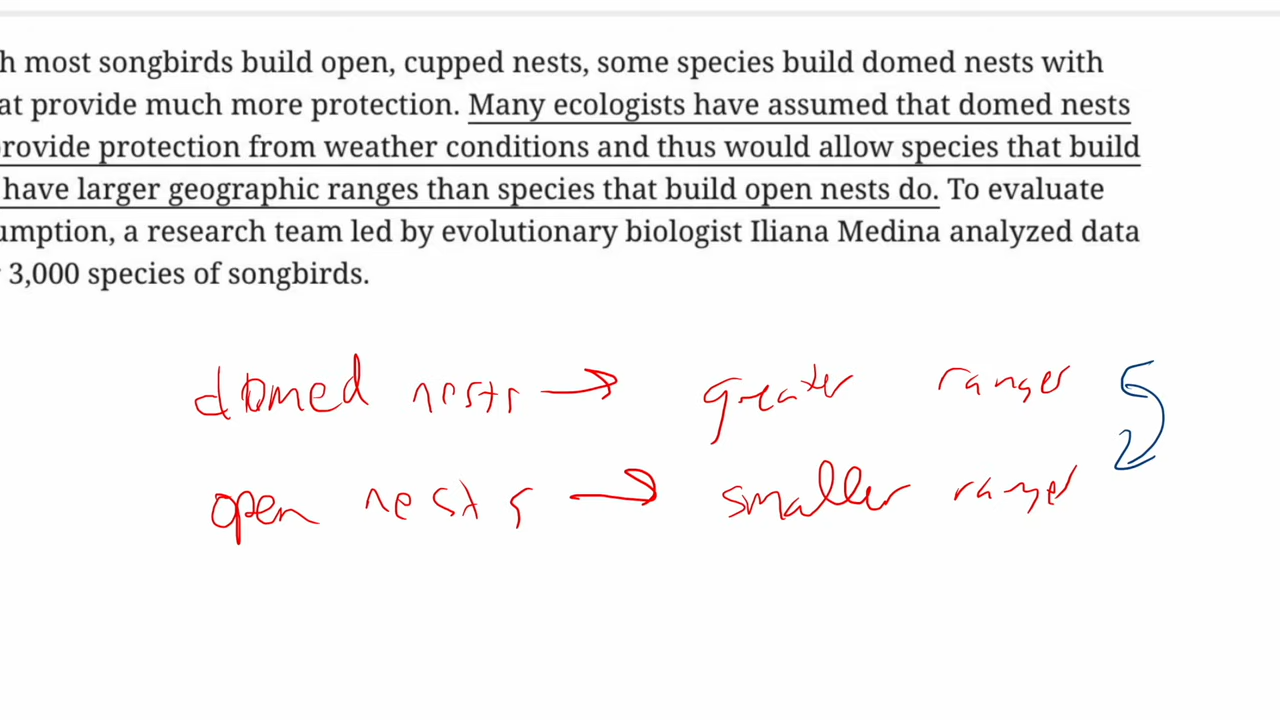 h most songbirds build open, cupped nests, some species build domed nests with
at provide much more protection. Many ecologists have assumed that domed nests
rovide protection from weather conditions and thus would allow species that build
have larger geographic ranges than species that build open nests do. To evaluate
umption, a research team led by evolutionary biologist Iliana Medina analyzed data
3,000 species of songbirds.
domed nests → greater ranges
open nests → smaller ranges